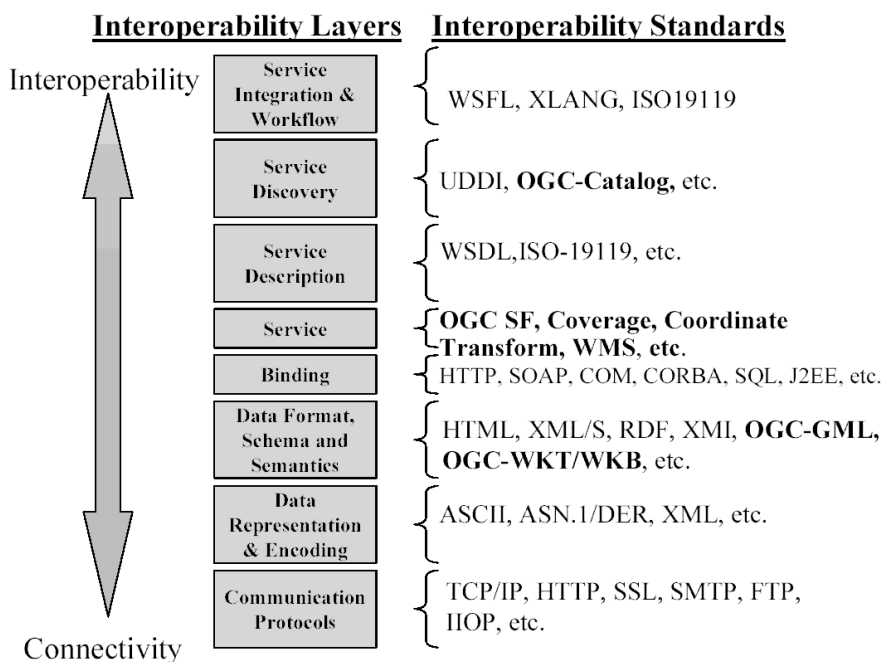 Interoperability Layers Interoperability Standards
Interoperability
Service
Integration &
Workflow
WSFL, XLANG, ISO19119
Service
Discovery
UDDI, OGC-Catalog, etc.
Service
Description
WSDL,ISO-19119, etc.
Service
OGC SF, Coverage, Coordinate
Transform, WMS, etc.
Binding
HTTP, SOAP, COM, CORBA, SQL, J2EE, etc.
Data Format,
Schema and
Semantics
HTML, XML/S, RDF, XMI, OGC-GML,
OGC-WKT/WKB, etc.
Data
Representation
& Encoding
ASCII, ASN.1/DER, XML, etc.
Communication
Protocols
TCP/IP, HTTP, SSL, SMTP, FTP,
IIOP, etc.
Connectivity